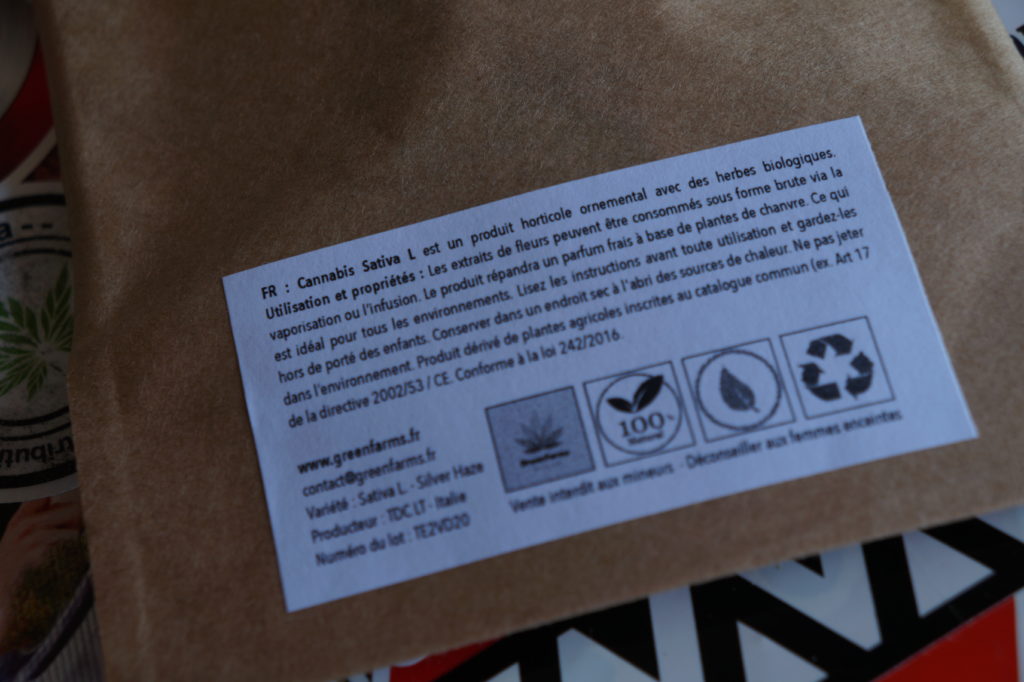 FR : Cannabis Sativa L est un produit horticole ornemental avec des herbes biologiques.
Utilisation et propriétés : Les extraits de fleurs peuvent être consommés sous forme brute via la
vaporisation ou l'infusion. Le produit répandra un parfum frais à base de plantes de chanvre. Ce qui
est idéal pour tous les environnements. Lisez les instructions avant toute utilisation et gardez-les
hors de porté des enfants. Conserver dans un endroit sec à l'abri des sources de chaleur. Ne pas jeter
dans l'environnement. Produit dérivé de plantes agricoles inscrites au catalogue commun (ex. Art 17
de la directive 2002/53 / CE. Conforme à la loi 242/2016.
www.greenfarms.fr
contact@greenfarms.fr
Variété : Sativa L. - Silver Haze
Producteur : TDC LT - Italie
Numéro du lot : TE2VD20
GreenFarms
100%
Natural
Vente interdit aux mineurs - Déconseiller aux femmes enceintes